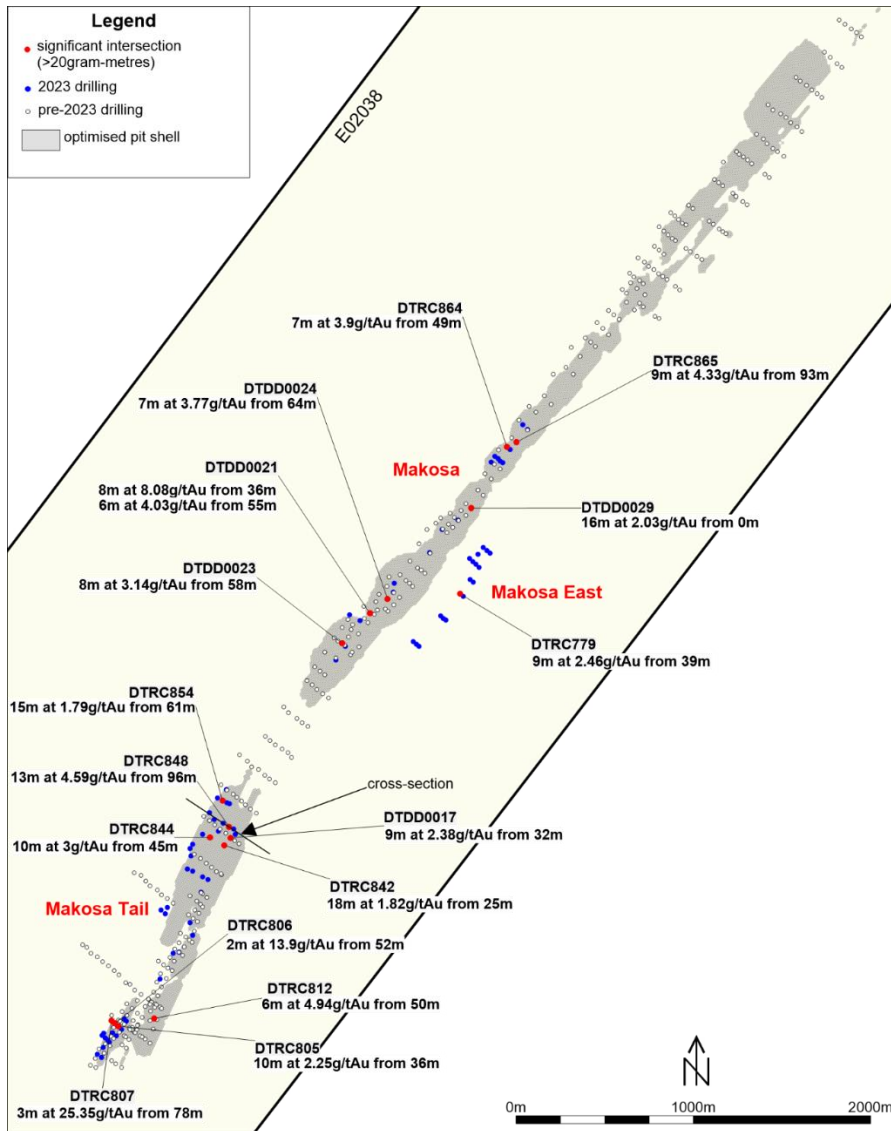 Legend
significant intersection
(>20gram-metres)
2023 drilling
pre-2023 drilling
optimised pit shell
E02038
DTRC864
7m at 3.9g/tAu from 49m
DTRC865
9m at 4.33g/tAu from 93m
DTDD0024
7m at 3.77g/tAu from 64m
Makosa
DTDD0021
8m at 8.08g/tAu from 36m
6m at 4.03g/tAu from 55m
DTDD0029
16m at 2.03g/tAu from 0m
DTDD0023
8m at 3.14g/tAu from 58m
Makosa East
DTRC779
9m at 2.46g/tAu from 39m
DTRC854
15m at 1.79g/tAu from 61m
DTRC848
13m at 4.59g/tAu from 96m
cross-section
DTRC844
10m at 3g/tAu from 45m
DTDD0017
9m at 2.38g/tAu from 32m
DTRC842
18m at 1.82g/tAu from 25m
Makosa Tail
DTRC806
2m at 13.9g/tAu from 52m
DTRC812
6m at 4.94g/tAu from 50m
DTRC805
10m at 2.25g/tAu from 36m
DTRC807
3m at 25.35g/tAu from 78m
N
0m 1000m 2000m